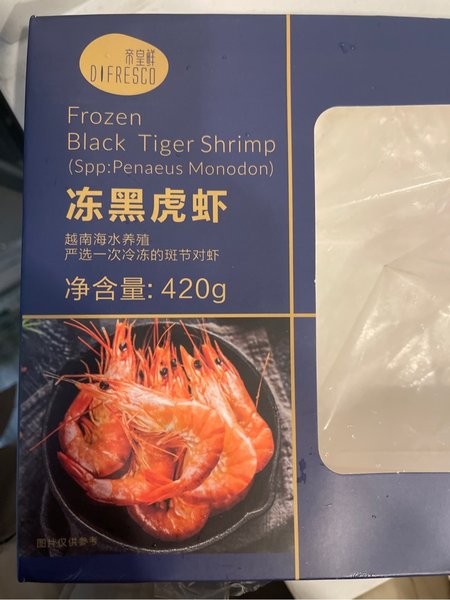 帝皇鲜
DIFRESCO
Frozen
Black Tiger Shrimp
(Spp:Penaeus Monodon)
冻黑虎虾
越南海水养殖
严选一次冷冻的斑节对虾
净含量: 420g
图片仅供参考